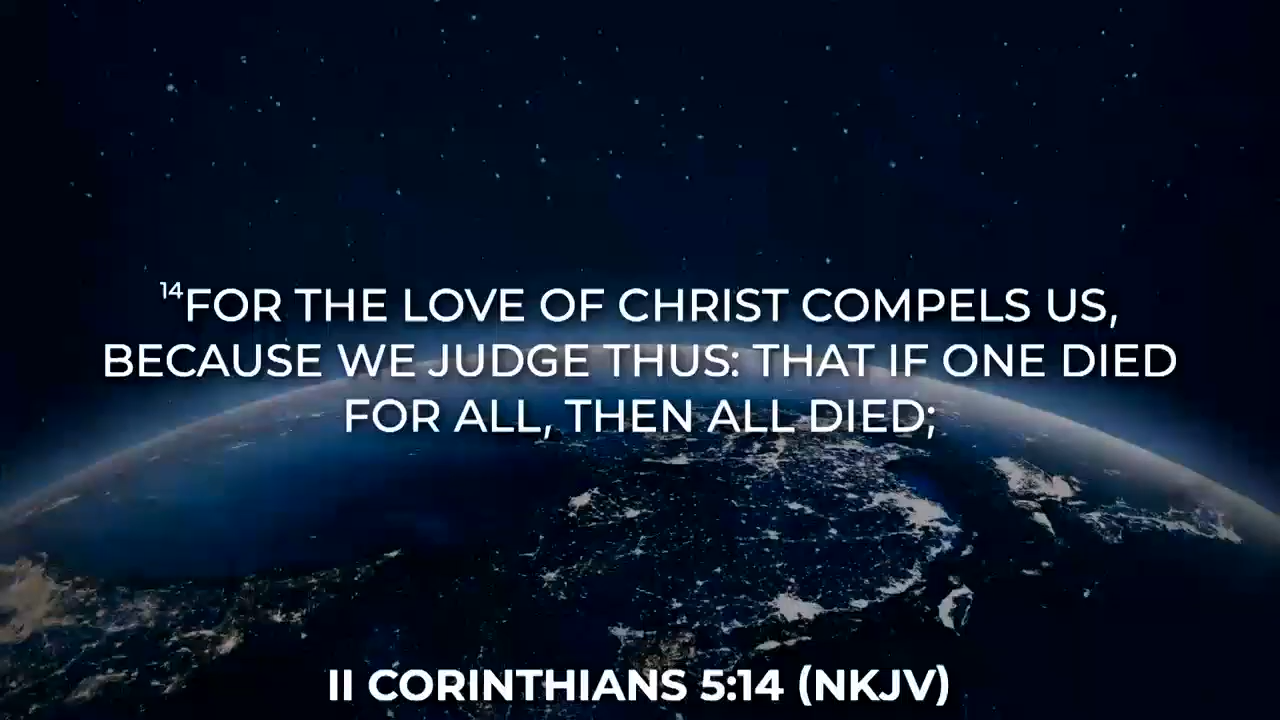 14FOR THE LOVE OF CHRIST COMPELS US,
BECAUSE WE JUDGE THUS: THAT IF ONE DIED
FOR ALL, THEN ALL DIED;
II CORINTHIANS 5:14 (NKJV)